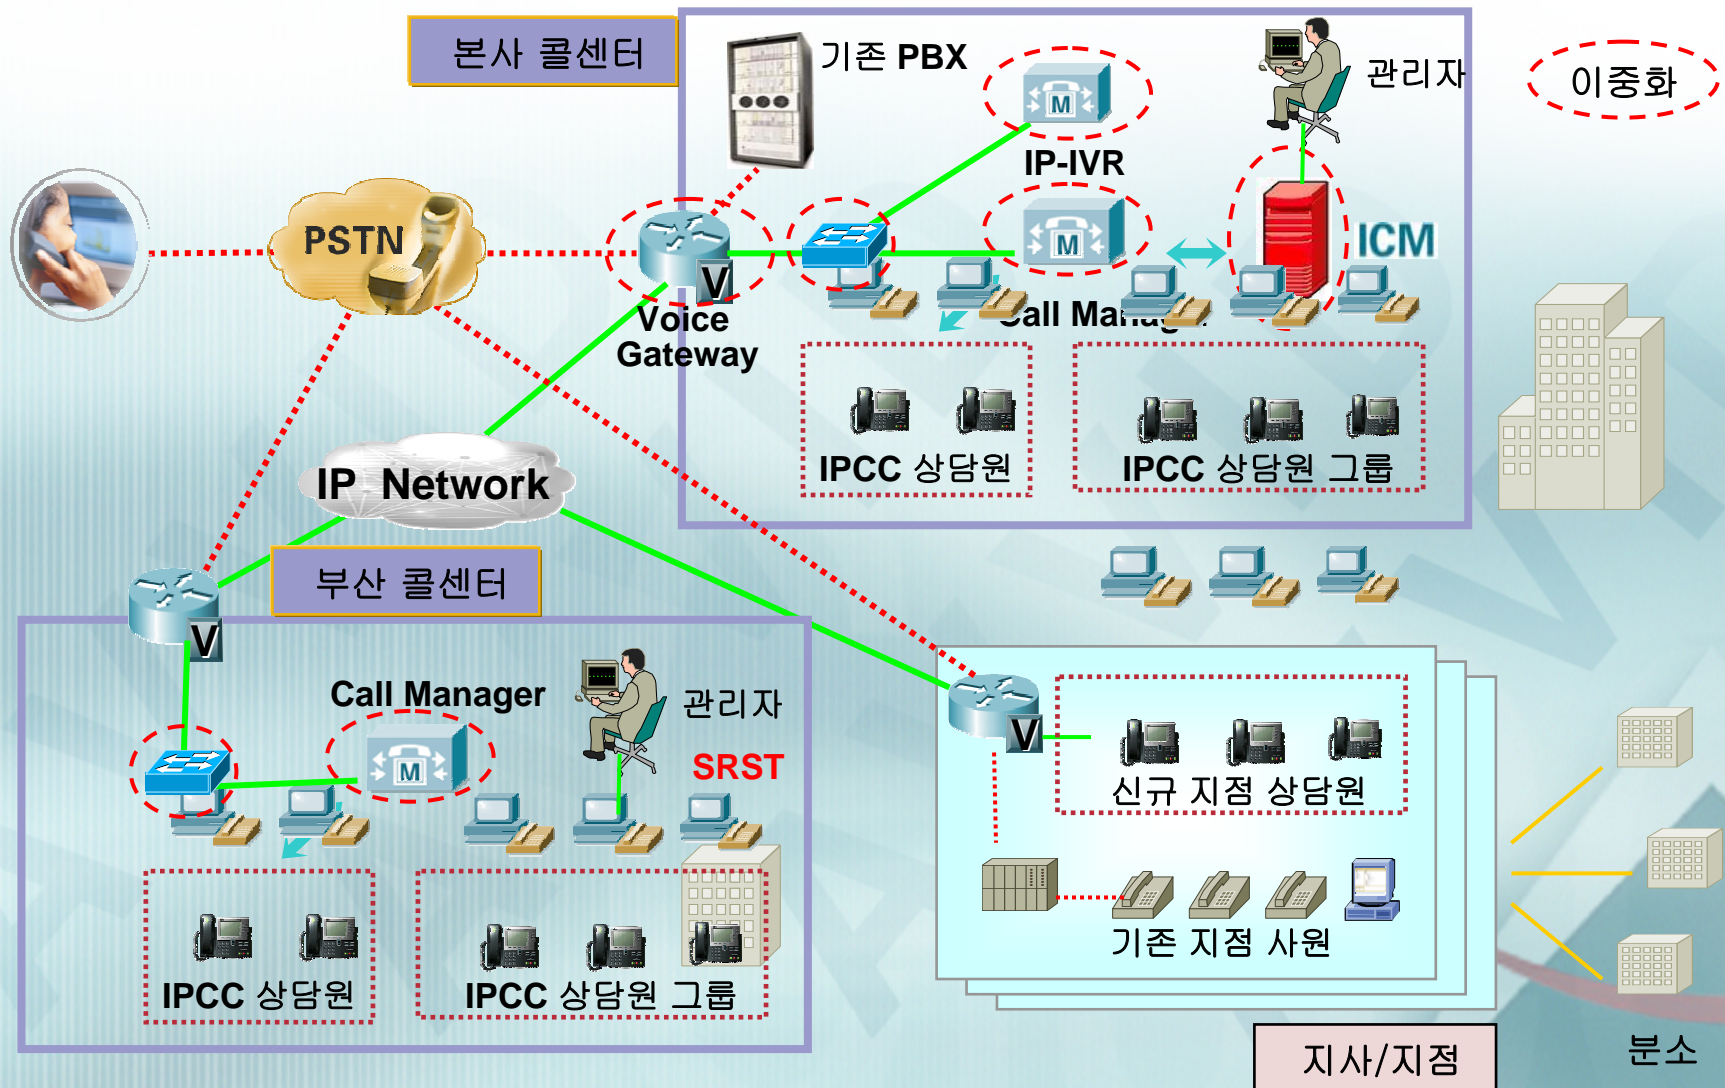 본사 콜센터
기존 PBX
관리자
이중화
IP-IVR
M
PSTN
M
ICM
V
Voice
Gateway
Call Manager
IPCC 상담원
IPCC 상담원 그룹
IP Network
부산 콜센터
V
Call Manager
관리자
SRST
M
IPCC 상담원
IPCC 상담원 그룹
V
신규 지점 상담원
기존 지점 사원
지사/지점
분소